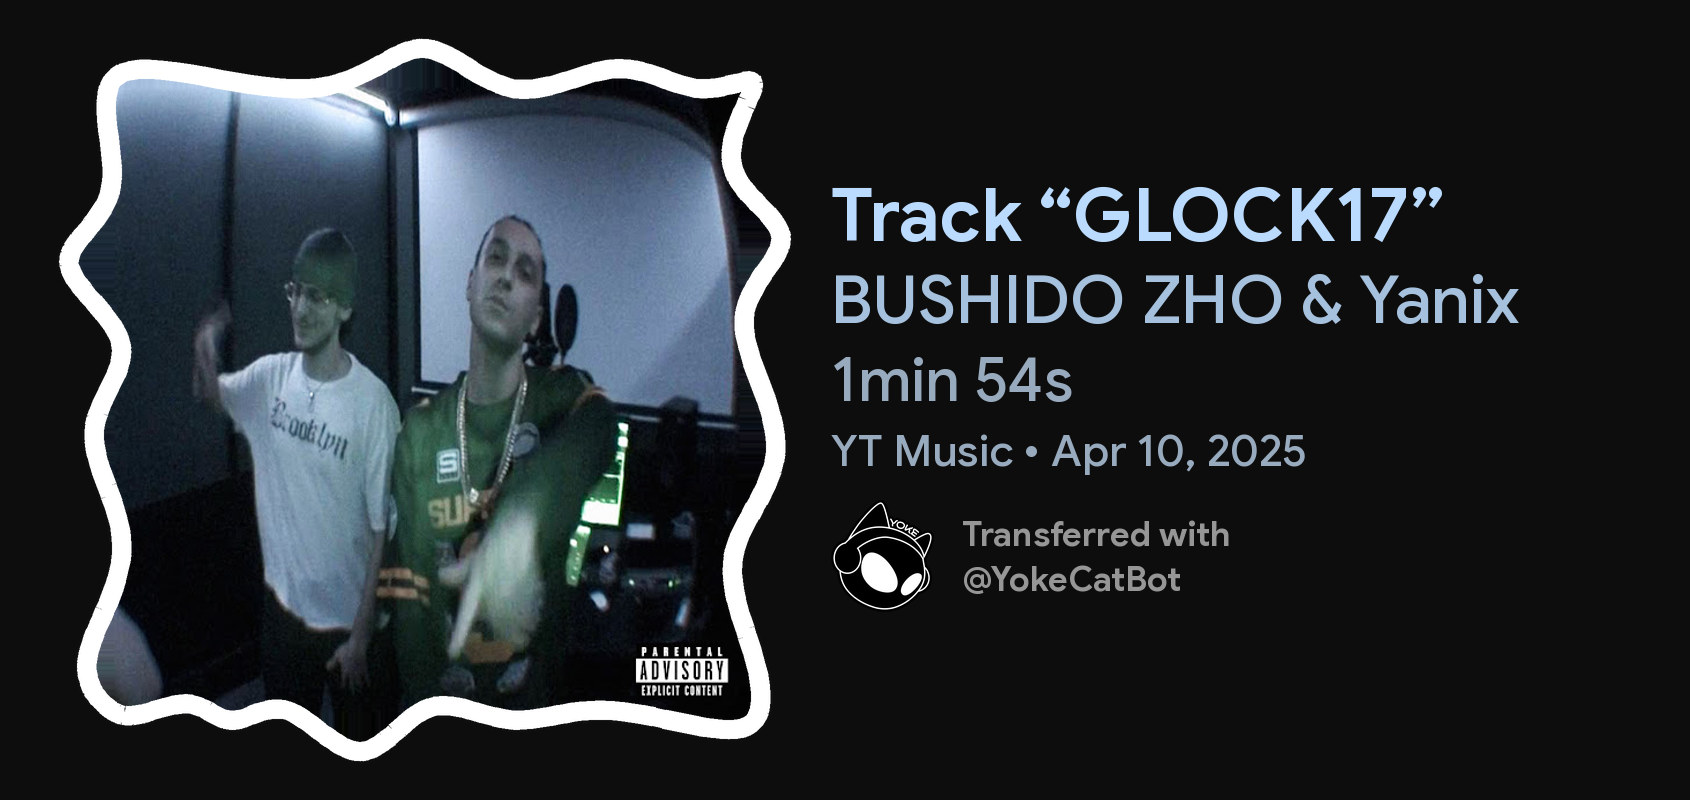 Track “GLOCK17”
BUSHIDO ZHO & Yanix
1min 54s
YT Music • Apr 10, 2025
YOKE
Transferred with
@YokeCatBot
Brooklyn
S
SUP
PARENTAL
ADVISORY
EXPLICIT CONTENT